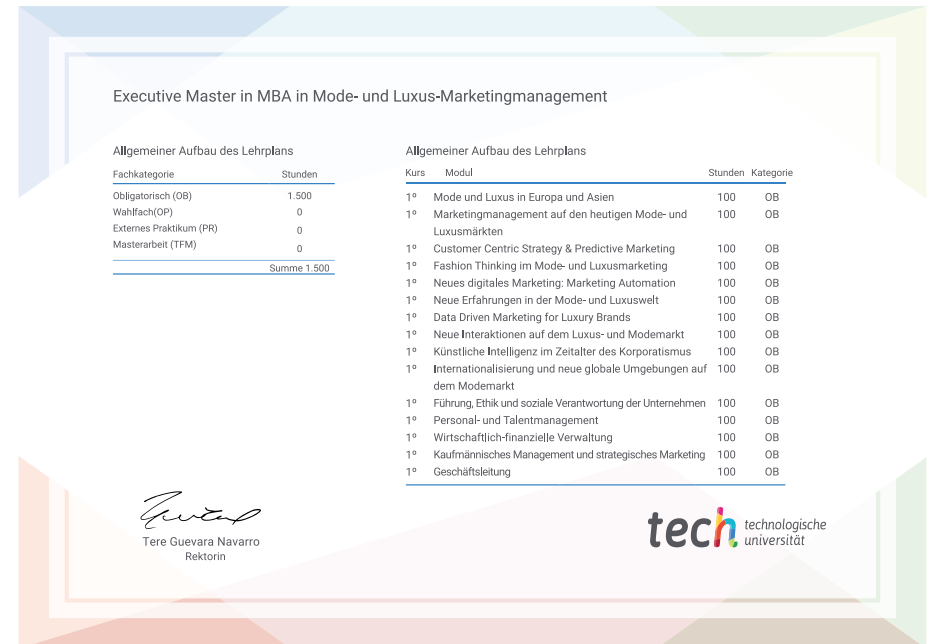 Executive Master in MBA in Mode- und Luxus-Marketingmanagement
Allgemeiner Aufbau des Lehrplans
Fachkategorie Stunden
Obligatorisch (OB) 1.500
Wahlfach(OP) 0
Externes Praktikum (PR) 0
Masterarbeit (TFM) 0
Summe 1.500
Allgemeiner Aufbau des Lehrplans
Kurs Modul Stunden Kategorie
1º Mode und Luxus in Europa und Asien 100 OB
1º Marketingmanagement auf den heutigen Mode- und 100 OB
Luxusmärkten
1º Customer Centric Strategy & Predictive Marketing 100 OB
1º Fashion Thinking im Mode- und Luxusmarketing 100 OB
1º Neues digitales Marketing: Marketing Automation 100 OB
1º Neue Erfahrungen in der Mode- und Luxuswelt 100 OB
1º Data Driven Marketing for Luxury Brands 100 OB
1º Neue Interaktionen auf dem Luxus- und Modemarkt 100 OB
1º Künstliche Intelligenz im Zeitalter des Korporatismus 100 OB
1º Internationalisierung und neue globale Umgebungen auf 100 OB
dem Modemarkt
1º Führung, Ethik und soziale Verantwortung der Unternehmen 100 OB
1º Personal- und Talentmanagement 100 OB
1º Wirtschaftlich-finanzielle Verwaltung 100 OB
1º Kaufmännisches Management und strategisches Marketing 100 OB
1º Geschäftsleitung 100 OB
Tere Guevara Navarro
Rektorin
tech technologische
universität